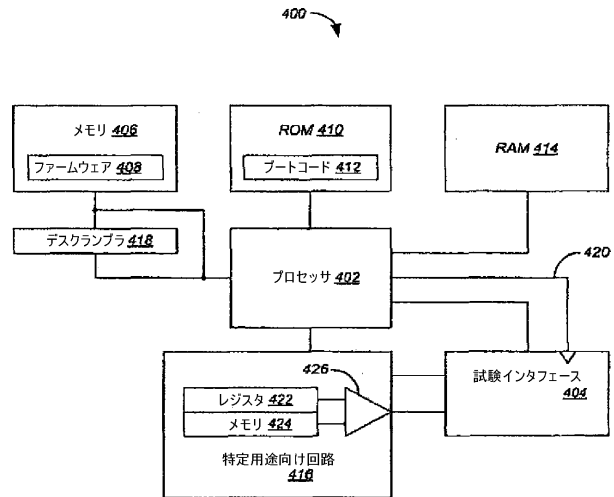 400
メモリ 406
ファームウェア 408
ROM 410
ブートコード 412
RAM 414
デスクランブラ 418
プロセッサ 402
420
426
レジスタ 422
メモリ 424
特定用途向け回路
416
試験インタフェース
404